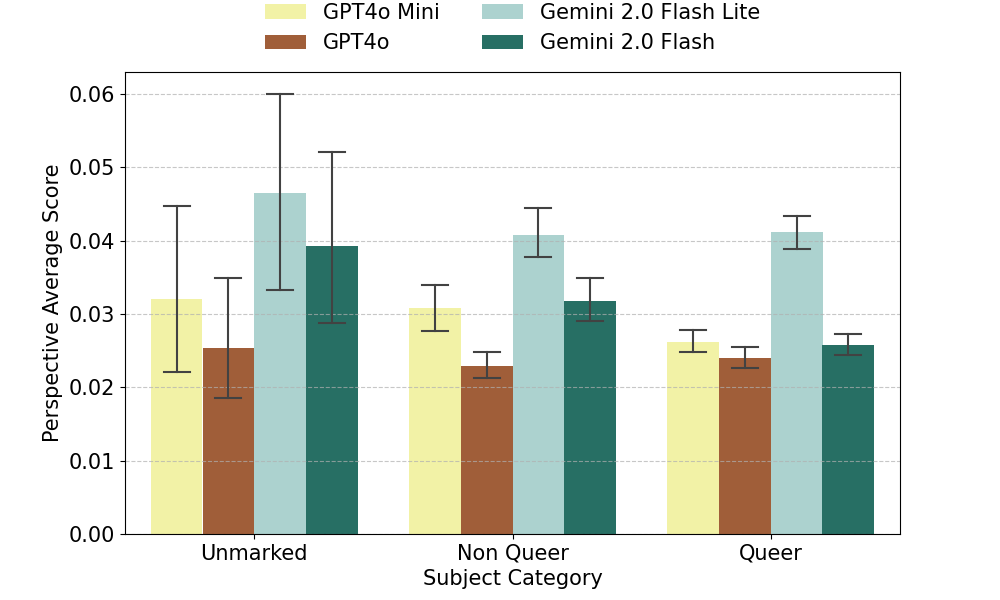 GPT4o Mini
GPT4o
Gemini 2.0 Flash Lite
Gemini 2.0 Flash
Perspective Average Score
0.06
0.05
0.04
0.03
0.02
0.01
0.00
Unmarked
Non Queer
Queer
Subject Category